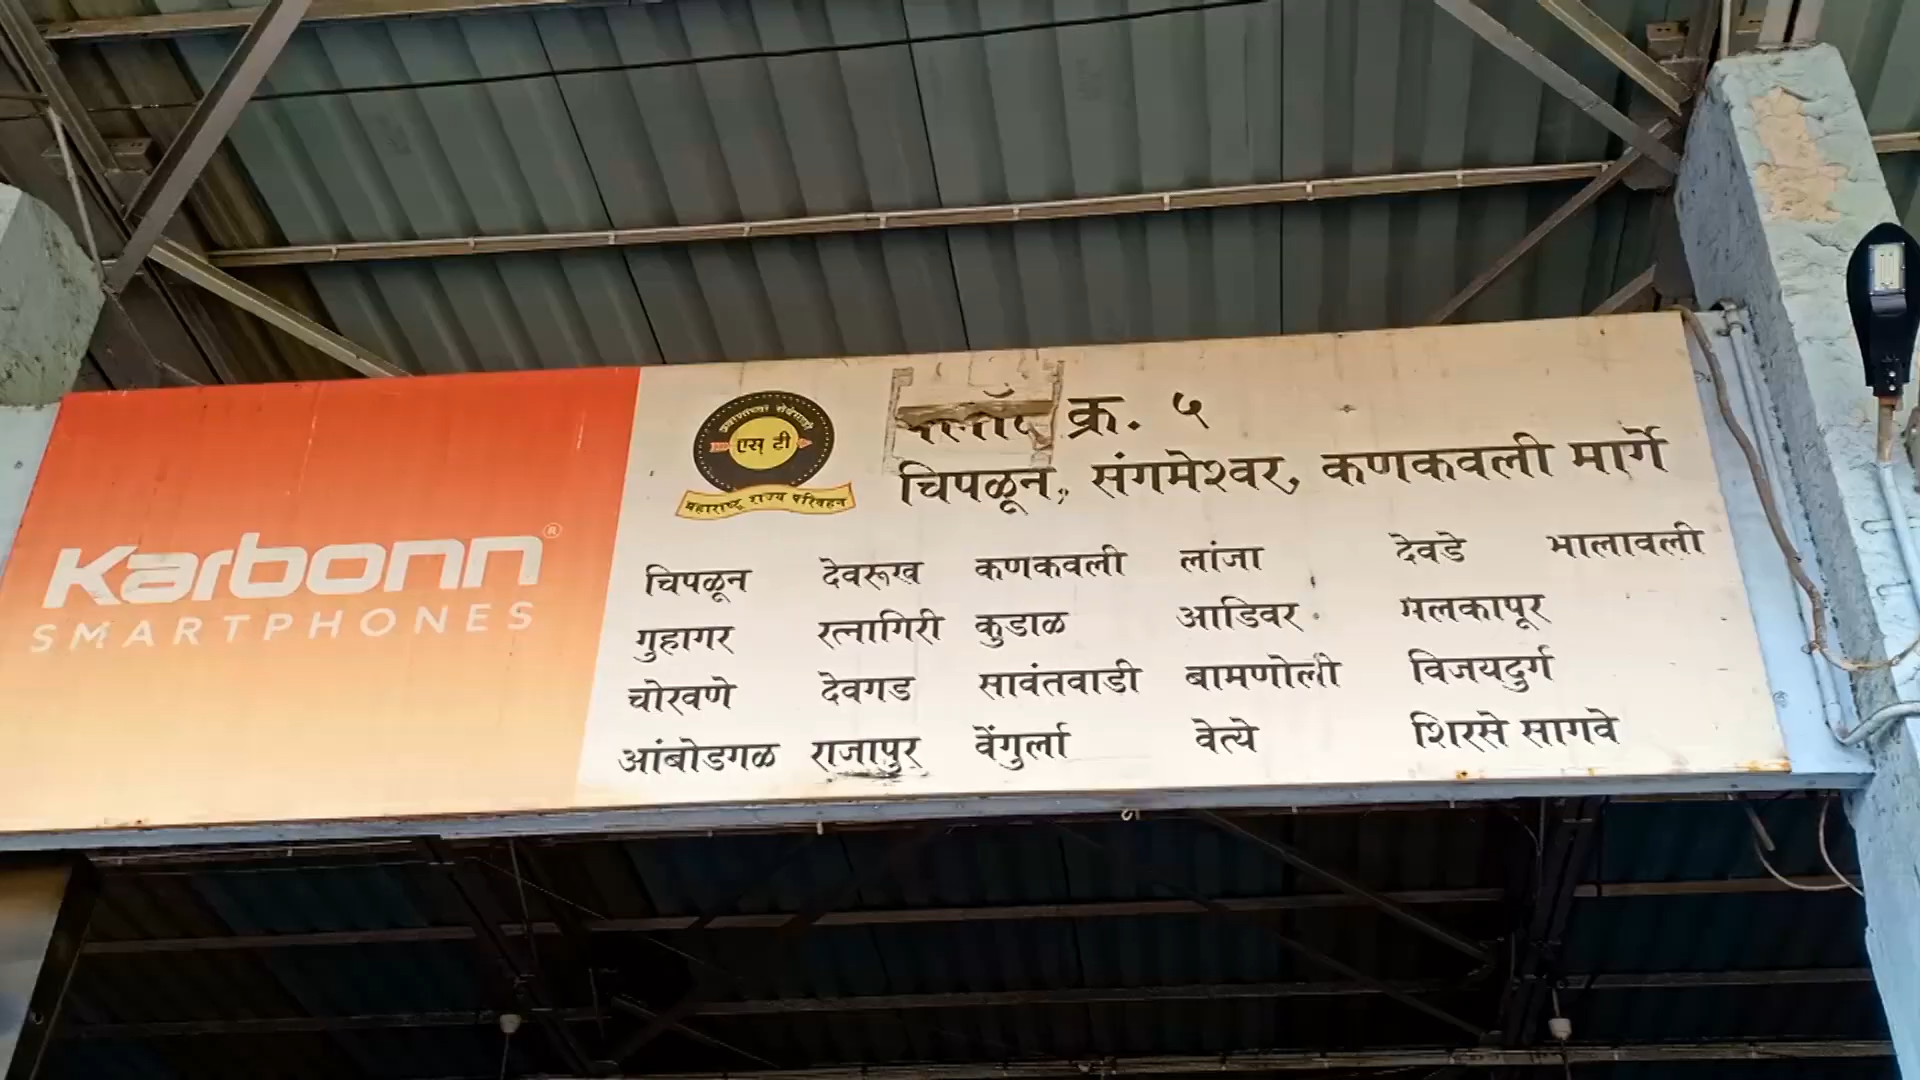 Karbonn®
SMARTPHONES
एस् टी
महाराष्ट्र राज्य परिवहन
क्र. ५
चिपळून, संगमेश्वर, कणकवली मार्गे
चिपळून देवरूख कणकवली लांजा देवडे भालावली
गुहागर रत्नागिरी कुडाळ आडिवर मलकापूर
चोरवणे देवगड सावंतवाडी बामणोली विजयदुर्ग
आंबोडगळ राजापुर वेंगुर्ला वेत्ये शिरसे सागवे